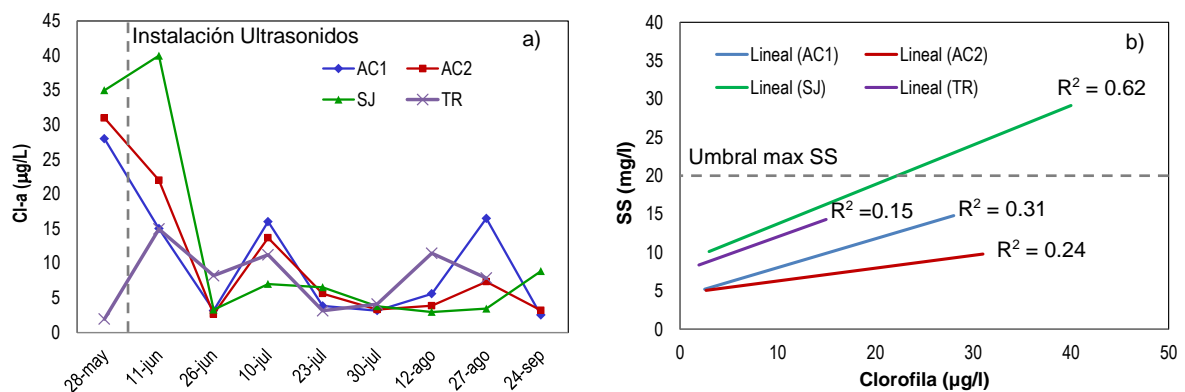 Instalación Ultrasonidos
a)
AC1
AC2
SJ
TR
Cl-a (µg/L)
45
40
35
30
25
20
15
10
5
0
28-may
11-jun
26-jun
10-jul
23-jul
30-jul
12-ago
27-ago
24-sep
b)
Lineal (AC1)
Lineal (AC2)
Lineal (SJ)
Lineal (TR)
R² = 0.62
Umbral max SS
R² =0.15
R² = 0.31
R² = 0.24
SS (mg/l)
40
35
30
25
20
15
10
5
0
0
10
20
30
40
50
Clorofila (µg/l)